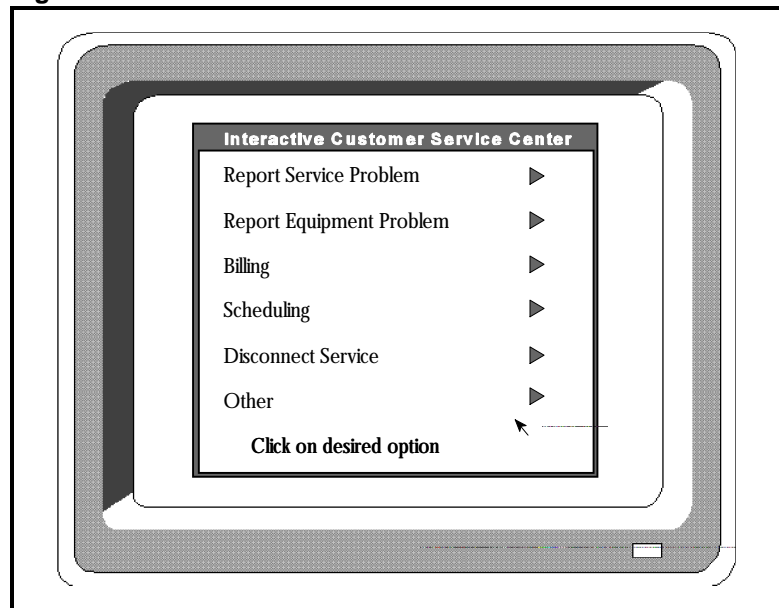 Interactive Customer Service Center
Report Service Problem
Report Equipment Problem
Billing
Scheduling
Disconnect Service
Other
Click on desired option